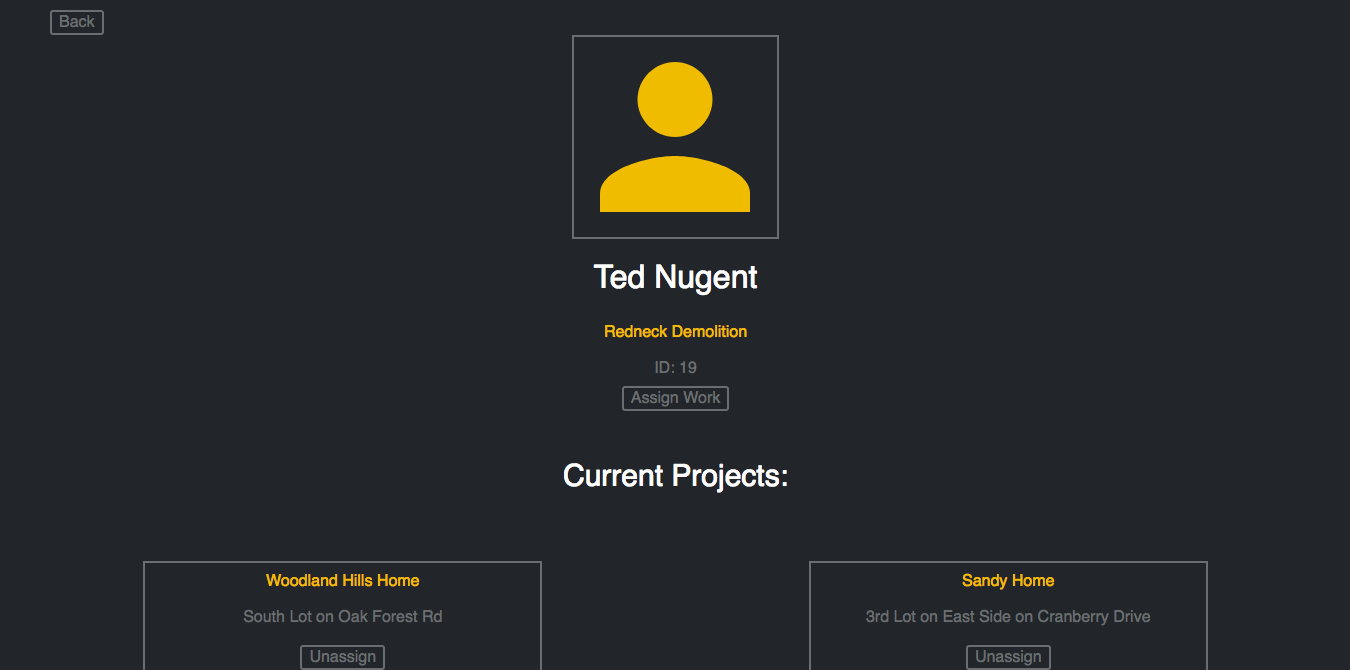 Back
Ted Nugent
Redneck Demolition
ID: 19
Assign Work
Current Projects:
Woodland Hills Home
South Lot on Oak Forest Rd
Unassign
Sandy Home
3rd Lot on East Side on Cranberry Drive
Unassign